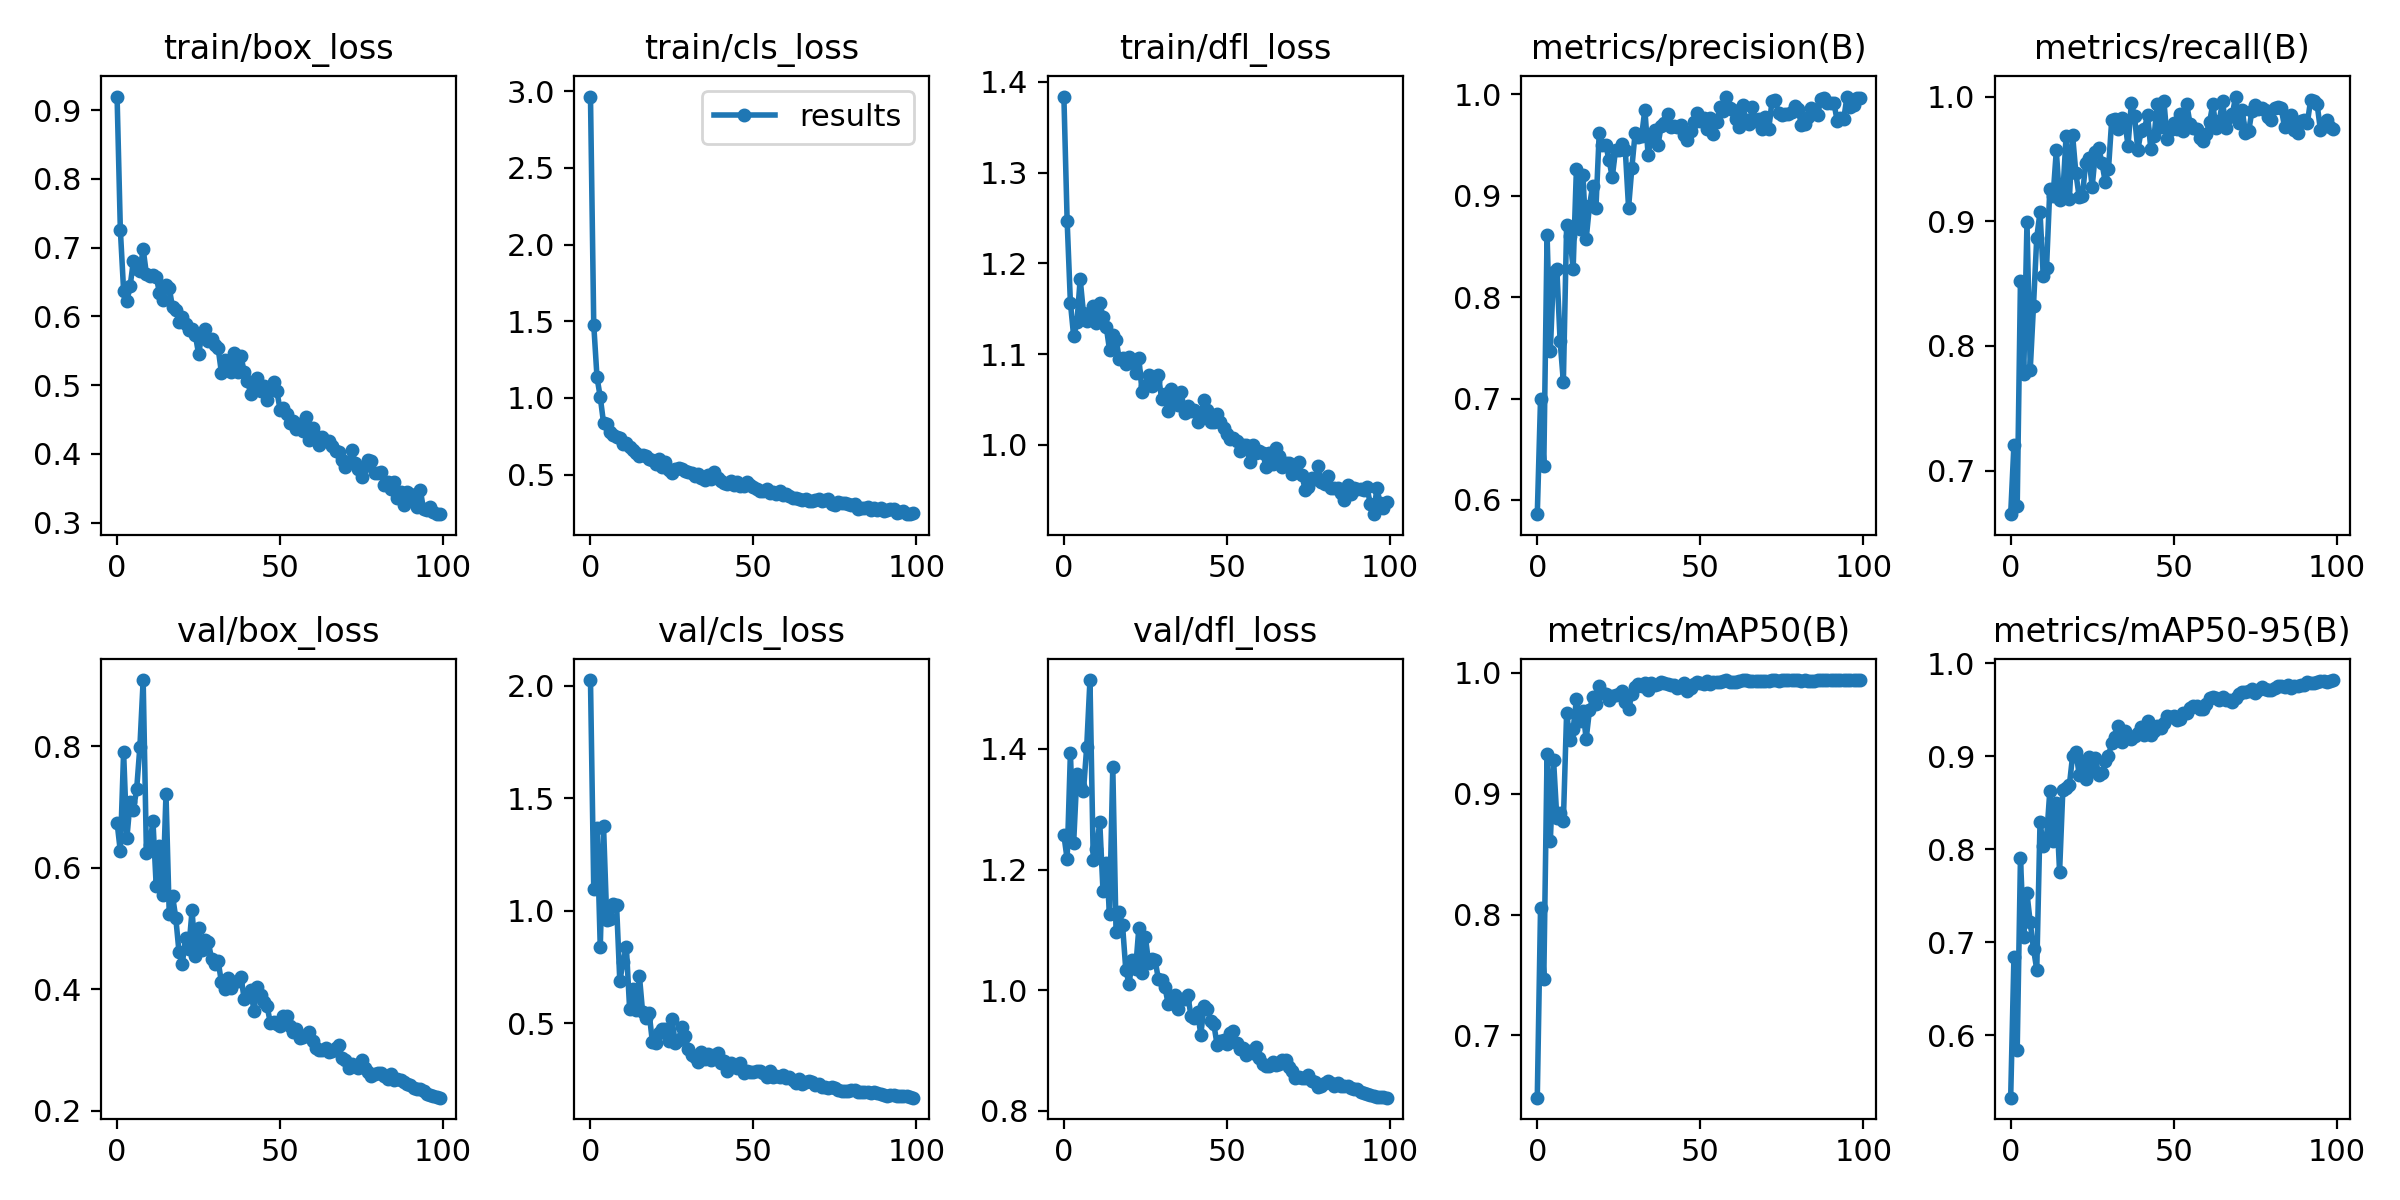 train/box_loss
0.9
0.8
0.7
0.6
0.5
0.4
0.3
0 50 100
train/cls_loss
results
3.0
2.5
2.0
1.5
1.0
0.5
0 50 100
train/dfl_loss
1.4
1.3
1.2
1.1
1.0
0 50 100
metrics/precision(B)
1.0
0.9
0.8
0.7
0.6
0 50 100
metrics/recall(B)
1.0
0.9
0.8
0.7
0 50 100
val/box_loss
0.8
0.6
0.4
0.2
0 50 100
val/cls_loss
2.0
1.5
1.0
0.5
0 50 100
val/dfl_loss
1.4
1.2
1.0
0.8
0 50 100
metrics/mAP50(B)
1.0
0.9
0.8
0.7
0 50 100
metrics/mAP50-95(B)
1.0
0.9
0.8
0.7
0.6
0 50 100